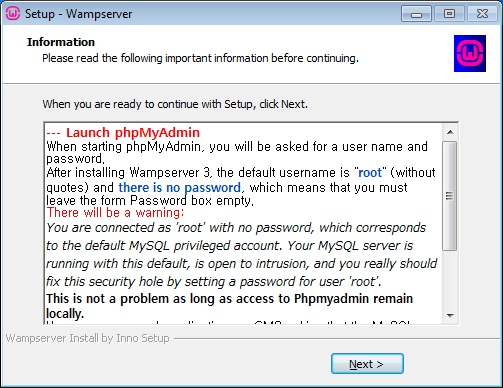 Setup - Wampserver
Information
Please read the following important information before continuing.
When you are ready to continue with Setup, click Next.
--- Launch phpMyAdmin
When starting phpMyAdmin, you will be asked for a user name and
password.
After installing Wampserver 3, the default username is "root" (without
quotes) and there is no password, which means that you must
leave the form Password box empty.
There will be a warning:
You are connected as 'root' with no password, which corresponds
to the default MySQL privileged account. Your MySQL server is
running with this default, is open to intrusion, and you really should
fix this security hole by setting a password for user 'root'.
This is not a problem as long as access to Phpmyadmin remain
locally.
Wampserver Install by Inno Setup
Next >